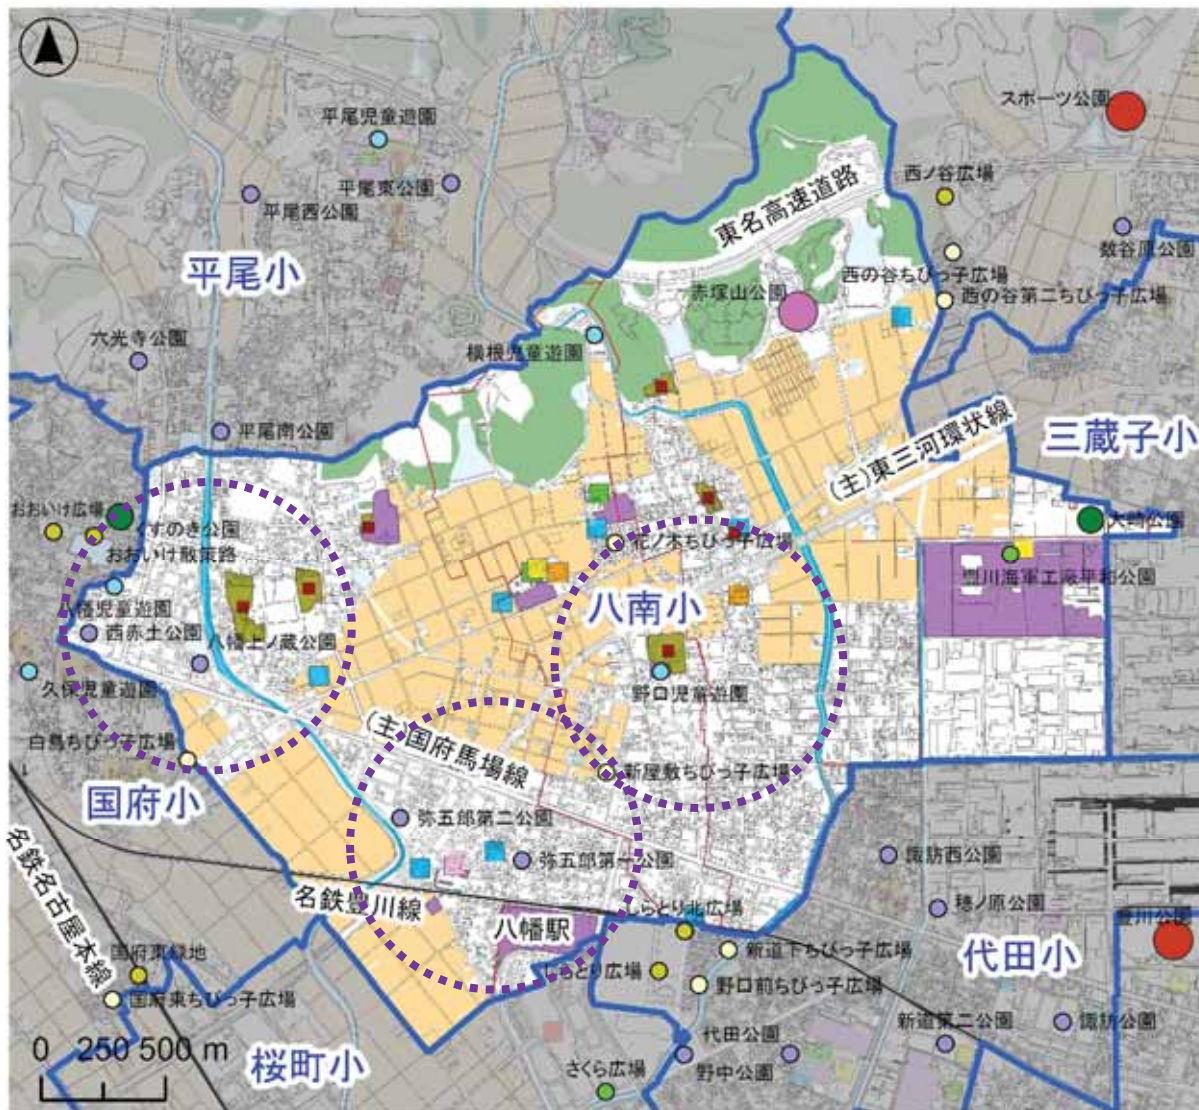 スポーツ公園
平尾児童遊園
平尾東公園
平尾西公園
西ノ谷広場
東名高速道路
数谷原公園
平尾小
西の谷ちびっ子広場
赤塚山公園
西の谷第二ちびっ子広場
六光寺公園
横根児童遊園
平尾南公園
(主)東三河環状線
三蔵子小
おおいけ広場
くすのき公園
大崎公園
おおいけ散策路
花ノ木ちびっ子広場
豊川海軍工廠平和公園
八幡児童遊園
八南小
西赤土公園
八幡上ノ蔵公園
久保児童遊園
野口児童遊園
白鳥ちびっ子広場
(主)国府馬場線
新屋敷ちびっ子広場
国府小
弥五郎第二公園
弥五郎第一公園
諏訪西公園
名鉄名古屋本線
名鉄豊川線
しらとり北広場
穂ノ原公園
豊川公園
八幡駅
新道下ちびっ子広場
代田小
国府東緑地
しらとり広場
国府東ちびっ子広場
野口前ちびっ子広場
代田公園
新道第二公園
諏訪公園
0 250 500 m
桜町小
さくら広場
野中公園